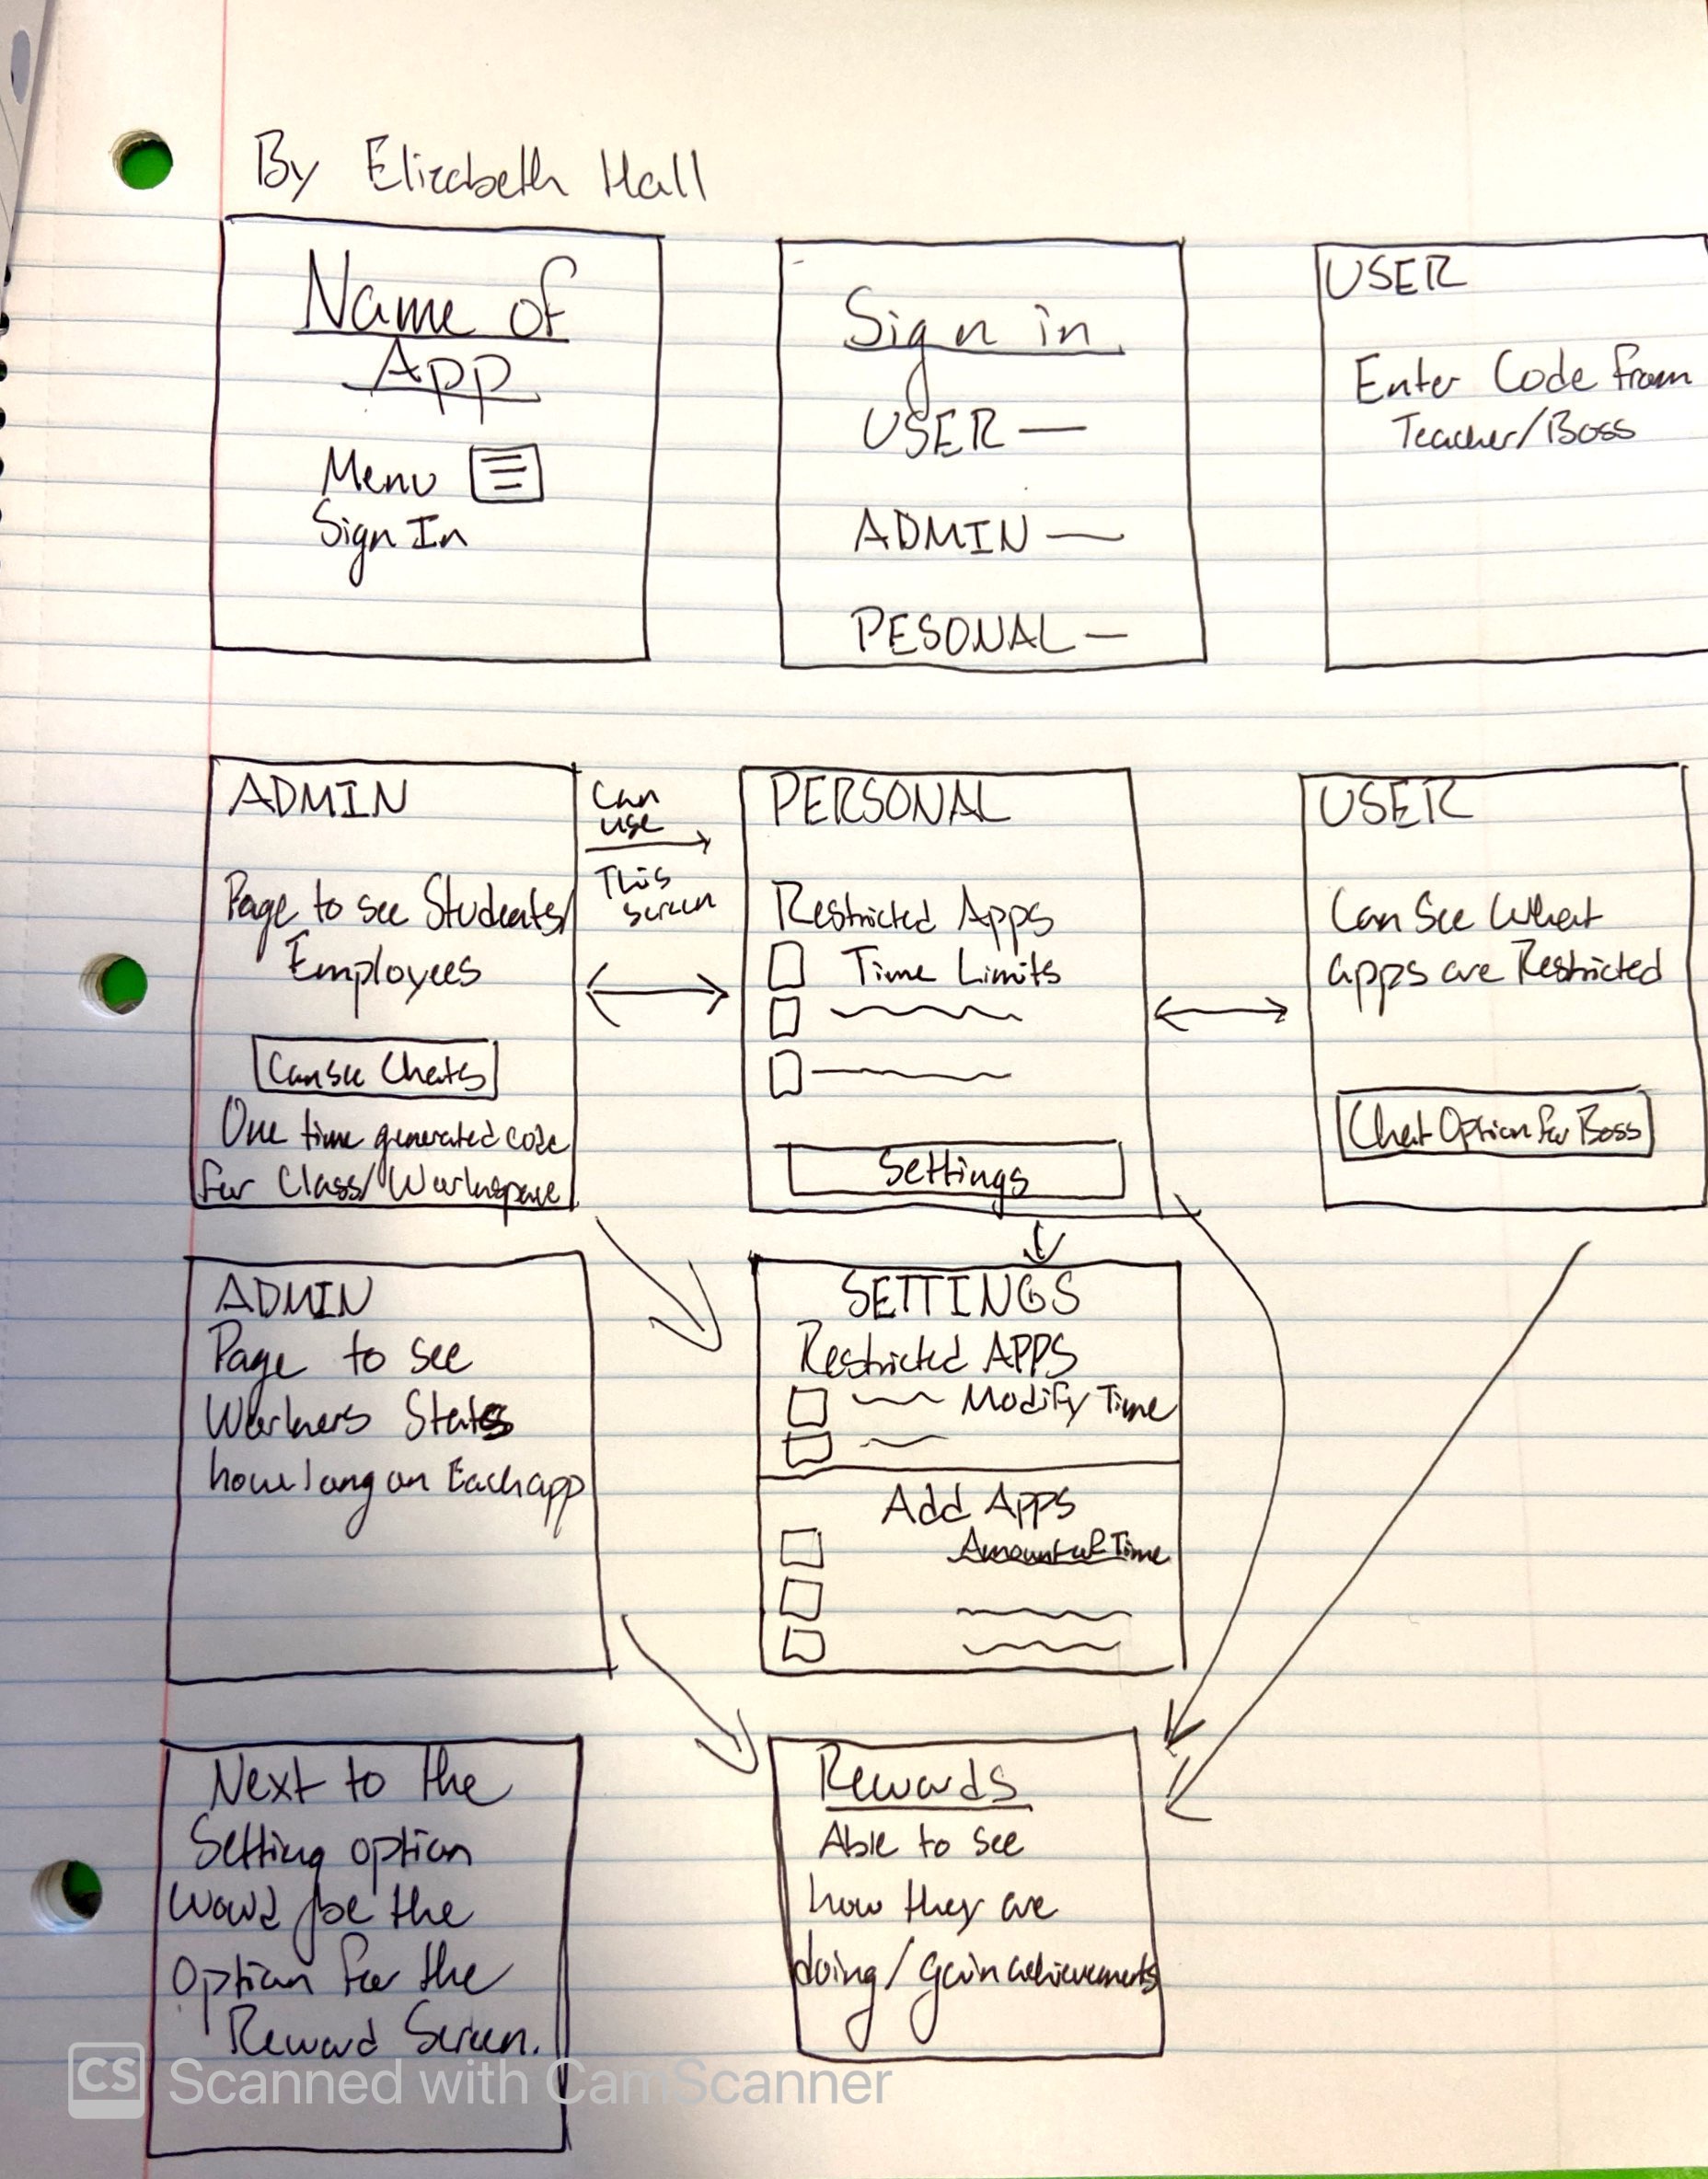 By Elizabeth Hall
Name of
App
Menu
Sign In
Sign in
USER —
ADMIN —
PESONAL —
USER
Enter Code from
Teacher/Boss
ADMIN
Page to see Students/
Employees
Can see Chats
One time generated code
for Class/Workspace
Can
use
This
screen
PERSONAL
Restricted Apps
Time Limits
Settings
USER
Can See What
apps are Restricted
Chat Option for Boss
ADMIN
Page to see
Workers Stats
how long on Each app
SETTINGS
Restricted APPS
Modify Time
Add Apps
Amount of Time
Next to the
Setting option
would be the
option for the
Reward Screen.
Rewards
Able to see
how they are
doing/gain achievements
CS Scanned with CamScanner